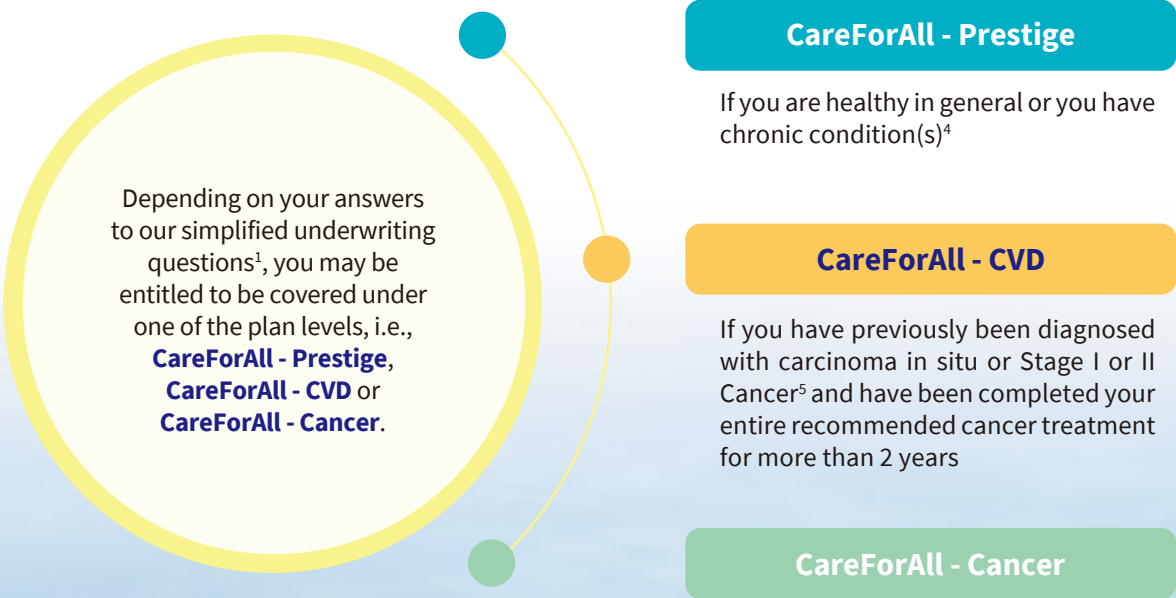 Depending on your answers
to our simplified underwriting
questions¹, you may be
entitled to be covered under
one of the plan levels, i.e.,
CareForAll - Prestige,
CareForAll - CVD or
CareForAll - Cancer.
CareForAll - Prestige
If you are healthy in general or you have
chronic condition(s)⁴
CareForAll - CVD
If you have previously been diagnosed
with carcinoma in situ or Stage I or II
Cancer⁵ and have been completed your
entire recommended cancer treatment
for more than 2 years
CareForAll - Cancer